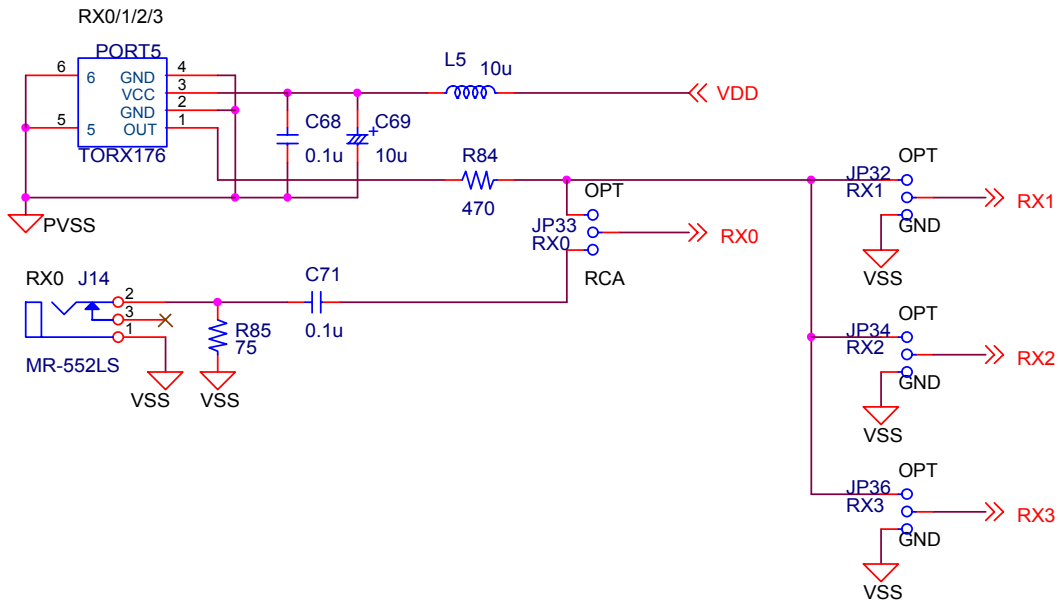 RX0/1/2/3
PORT5
6 6 GND 4
VCC 3
GND 2
5 5 OUT 1
TORX176
PVSS
L5
10u
VDD
C68
0.1u
C69
+
10u
R84
470
OPT
JP33
RX0
RX0
RCA
OPT
JP32
RX1
RX1
GND
VSS
RX0 J14
2
3
1
MR-552LS
VSS
R85
75
VSS
C71
0.1u
OPT
JP34
RX2
RX2
GND
VSS
OPT
JP36
RX3
RX3
GND
VSS